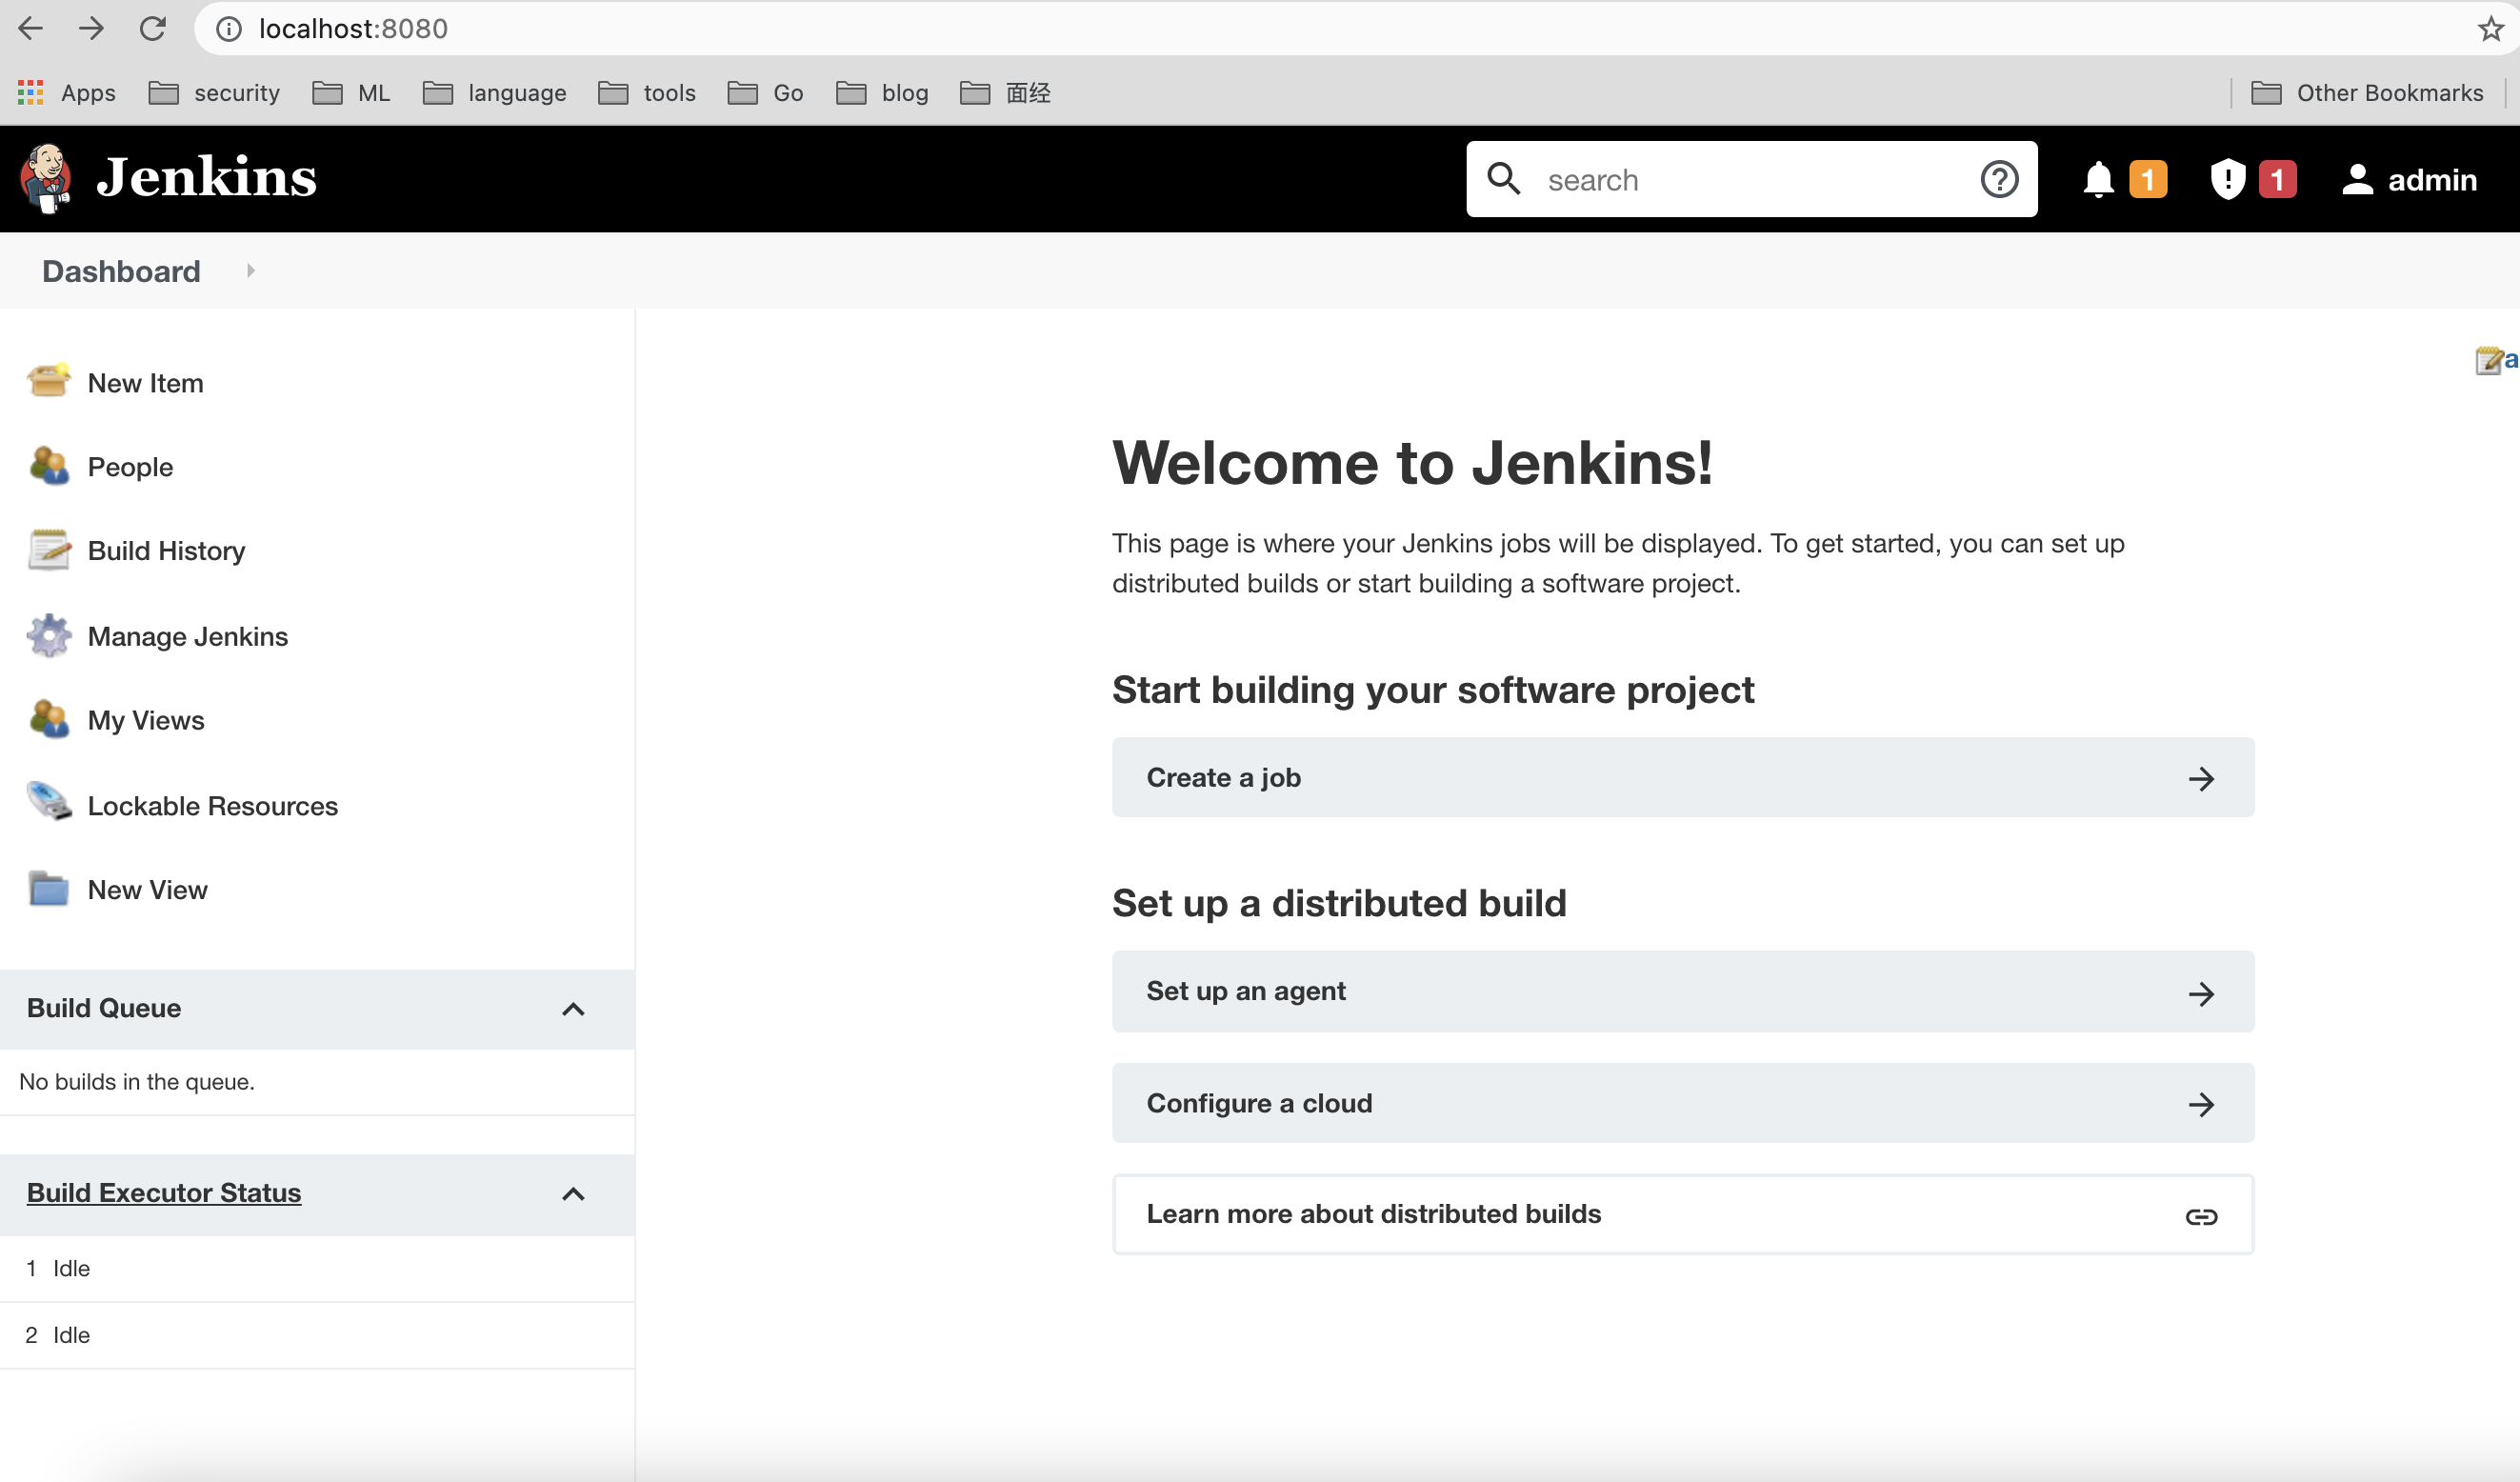 localhost:8080
Apps security ML language tools Go blog 面经 Other Bookmarks
Jenkins search 1 1 admin
Dashboard
New Item
People
Build History
Manage Jenkins
My Views
Lockable Resources
New View
Build Queue
No builds in the queue.
Build Executor Status
1 Idle
2 Idle
a
Welcome to Jenkins!
This page is where your Jenkins jobs will be displayed. To get started, you can set up
distributed builds or start building a software project.
Start building your software project
Create a job
Set up a distributed build
Set up an agent
Configure a cloud
Learn more about distributed builds